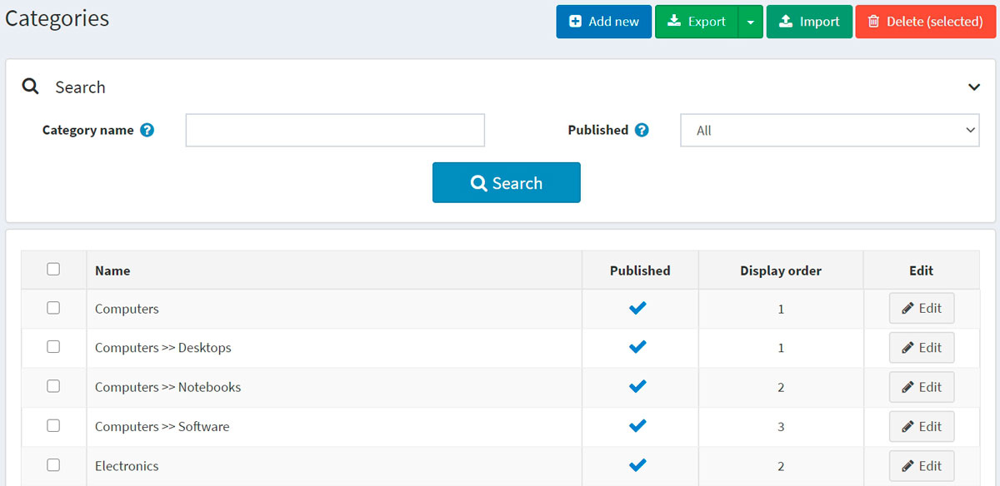 Categories
Add new
Export
Import
Delete (selected)
Search
Category name ?
Published ?
All
Search
Name Published Display order Edit
Computers 1 Edit
Computers >> Desktops 1 Edit
Computers >> Notebooks 2 Edit
Computers >> Software 3 Edit
Electronics 2 Edit